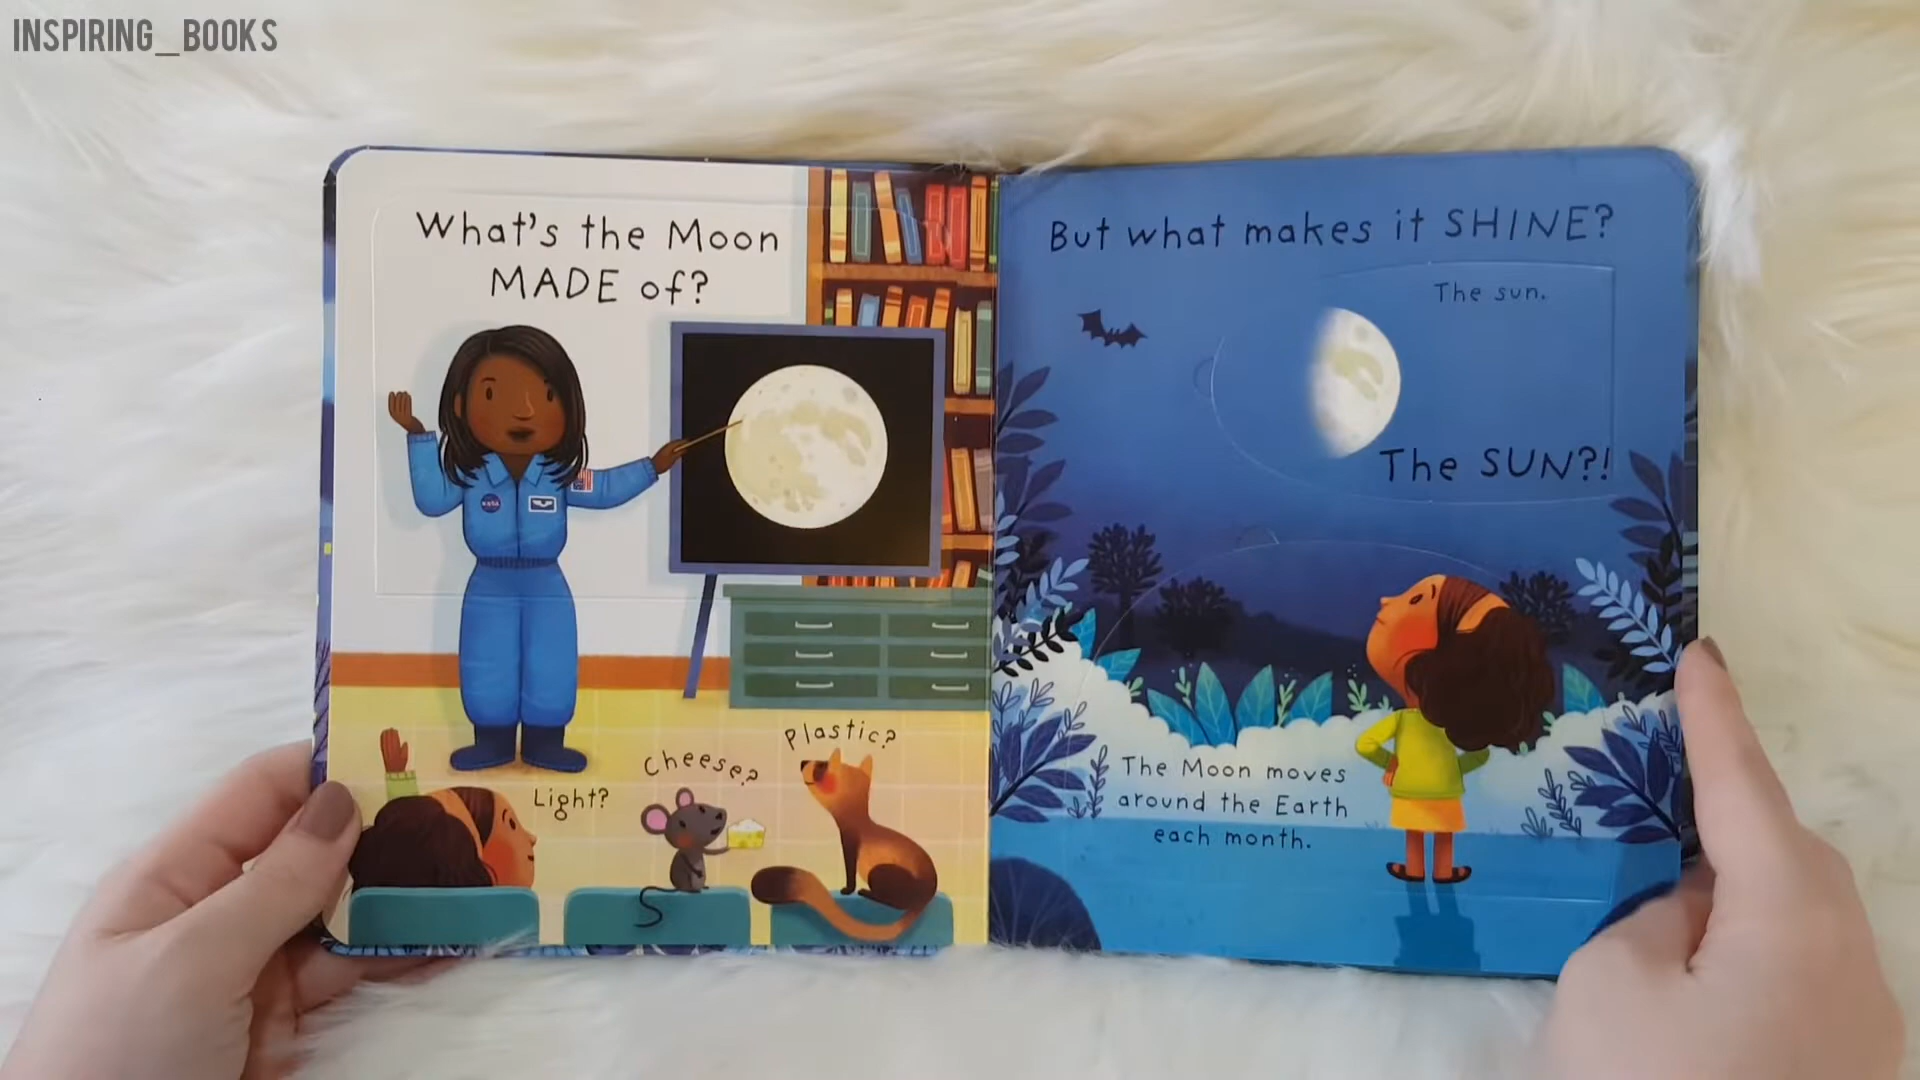 INSPIRING_BOOKS
What's the Moon
MADE of?
NASA
Light?
Cheese?
Plastic?
But what makes it SHINE?
The sun.
The SUN?!
The Moon moves
around the Earth
each month.